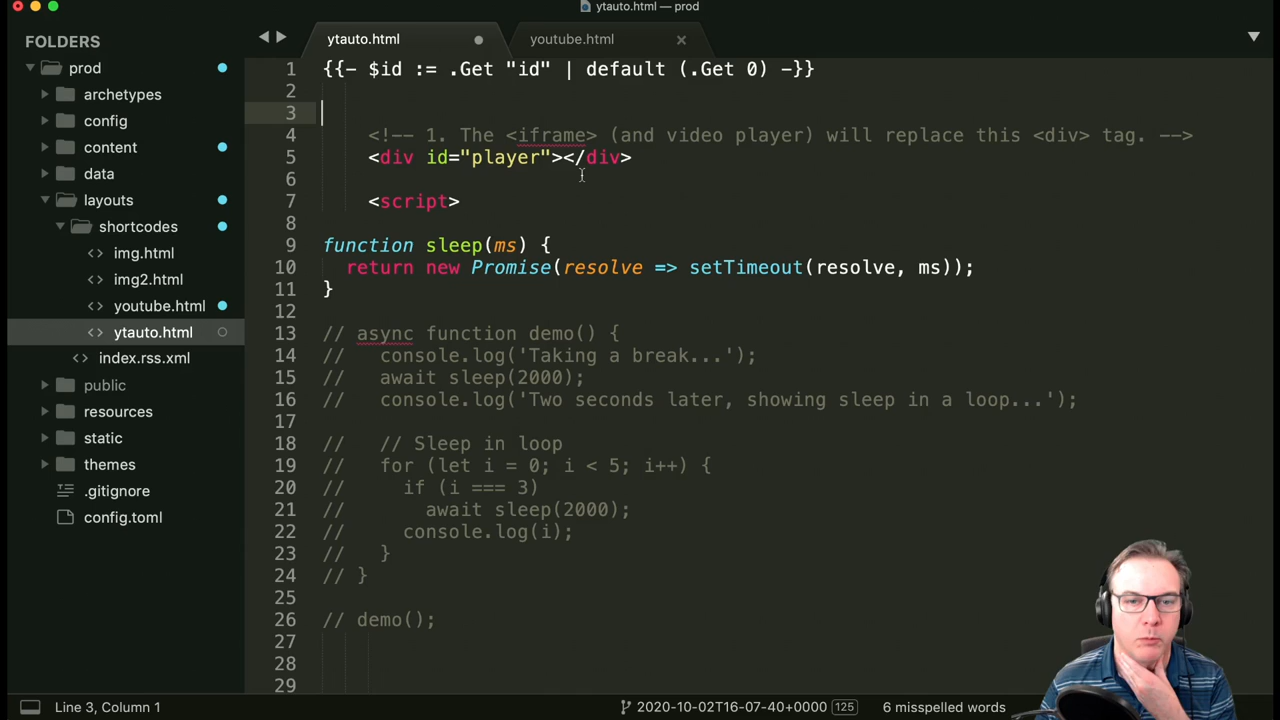 ytauto.html — prod
FOLDERS
prod
archetypes
config
content
data
layouts
shortcodes
img.html
img2.html
youtube.html
ytauto.html
index.rss.xml
public
resources
static
themes
.gitignore
config.toml
ytauto.html
youtube.html
1 {{- $id := .Get "id" | default (.Get 0) -}}
2
3
4 <!-- 1. The <iframe> (and video player) will replace this <div> tag. -->
5 <div id="player"></div>
6
7 <script>
8
9 function sleep(ms) {
10 return new Promise(resolve => setTimeout(resolve, ms));
11 }
12
13 // async function demo() {
14 // console.log('Taking a break...');
15 // await sleep(2000);
16 // console.log('Two seconds later, showing sleep in a loop...');
17
18 // // Sleep in loop
19 // for (let i = 0; i < 5; i++) {
20 // if (i === 3)
21 // await sleep(2000);
22 // console.log(i);
23 // }
24 // }
25
26 // demo();
27
28
29
Line 3, Column 1
2020-10-02T16-07-40+0000 125
6 misspelled words